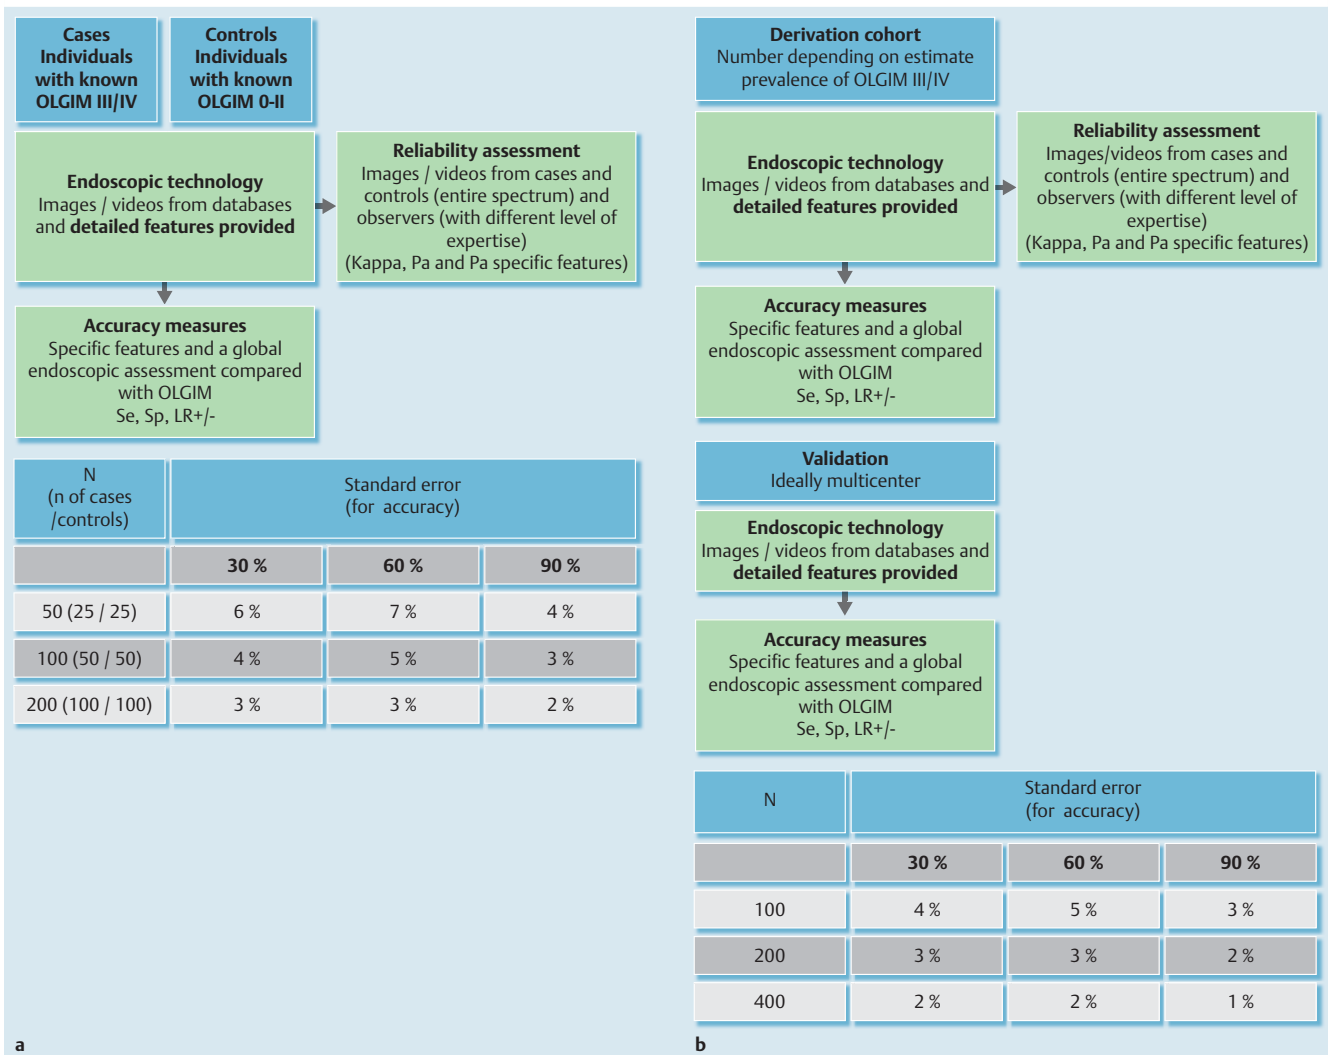 Cases
Individuals
with known
OLGIM III/IV
Controls
Individuals
with known
OLGIM 0-II
Endoscopic technology
Images / videos from databases
and detailed features provided
Reliability assessment
Images / videos from cases and
controls (entire spectrum) and
observers (with different level of
expertise)
(Kappa, Pa and Pa specific features)
Accuracy measures
Specific features and a global
endoscopic assessment compared
with OLGIM
Se, Sp, LR+/-
N
(n of cases
/controls)
Standard error
(for accuracy)
30 % 60 % 90 %
50 (25 / 25) 6 % 7 % 4 %
100 (50 / 50) 4 % 5 % 3 %
200 (100 / 100) 3 % 3 % 2 %
a
Derivation cohort
Number depending on estimate
prevalence of OLGIM III/IV
Endoscopic technology
Images / videos from databases and
detailed features provided
Reliability assessment
Images/videos from cases and
controls (entire spectrum) and
observers (with different level of
expertise)
(Kappa, Pa and Pa specific features)
Accuracy measures
Specific features and a global
endoscopic assessment compared
with OLGIM
Se, Sp, LR+/-
Validation
Ideally multicenter
Endoscopic technology
Images / videos from databases and
detailed features provided
Accuracy measures
Specific features and a global
endoscopic assessment compared
with OLGIM
Se, Sp, LR+/-
N
Standard error
(for accuracy)
30 % 60 % 90 %
100 4 % 5 % 3 %
200 3 % 3 % 2 %
400 2 % 2 % 1 %
b